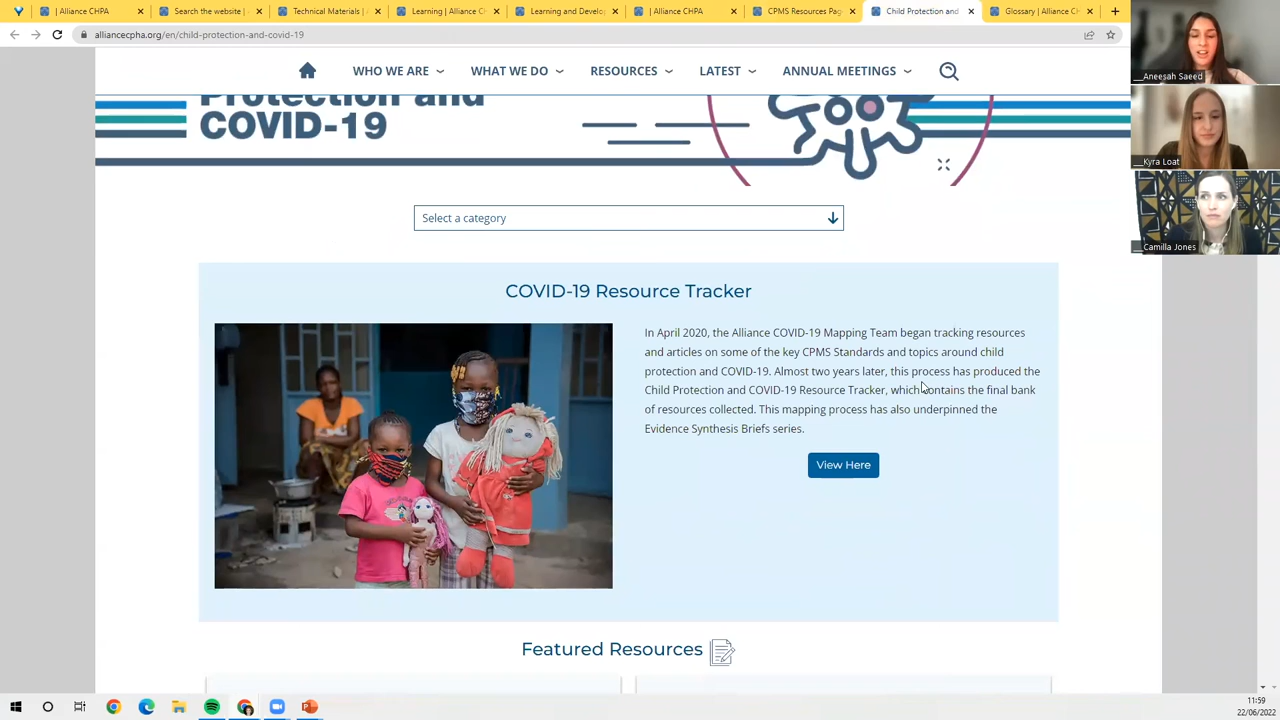 | Alliance CHPA
Search the website | Al
Technical Materials | A
Learning | Alliance C
Learning and Develop
| Alliance CHPA
CPMS Resources Pag
Child Protection and
Glossary | Alliance CH
alliancecpha.org/en/child-protection-and-covid-19
WHO WE ARE
WHAT WE DO
RESOURCES
LATEST
ANNUAL MEETINGS
Protection and
COVID-19
Select a category
COVID-19 Resource Tracker
In April 2020, the Alliance COVID-19 Mapping Team began tracking resources
and articles on some of the key CPMS Standards and topics around child
protection and COVID-19. Almost two years later, this process has produced the
Child Protection and COVID-19 Resource Tracker, which contains the final bank
of resources collected. This mapping process has also underpinned the
Evidence Synthesis Briefs series.
View Here
Featured Resources
__Aneesah Saeed
__Kyra Loat
__Camilla Jones
11:59
22/06/2022